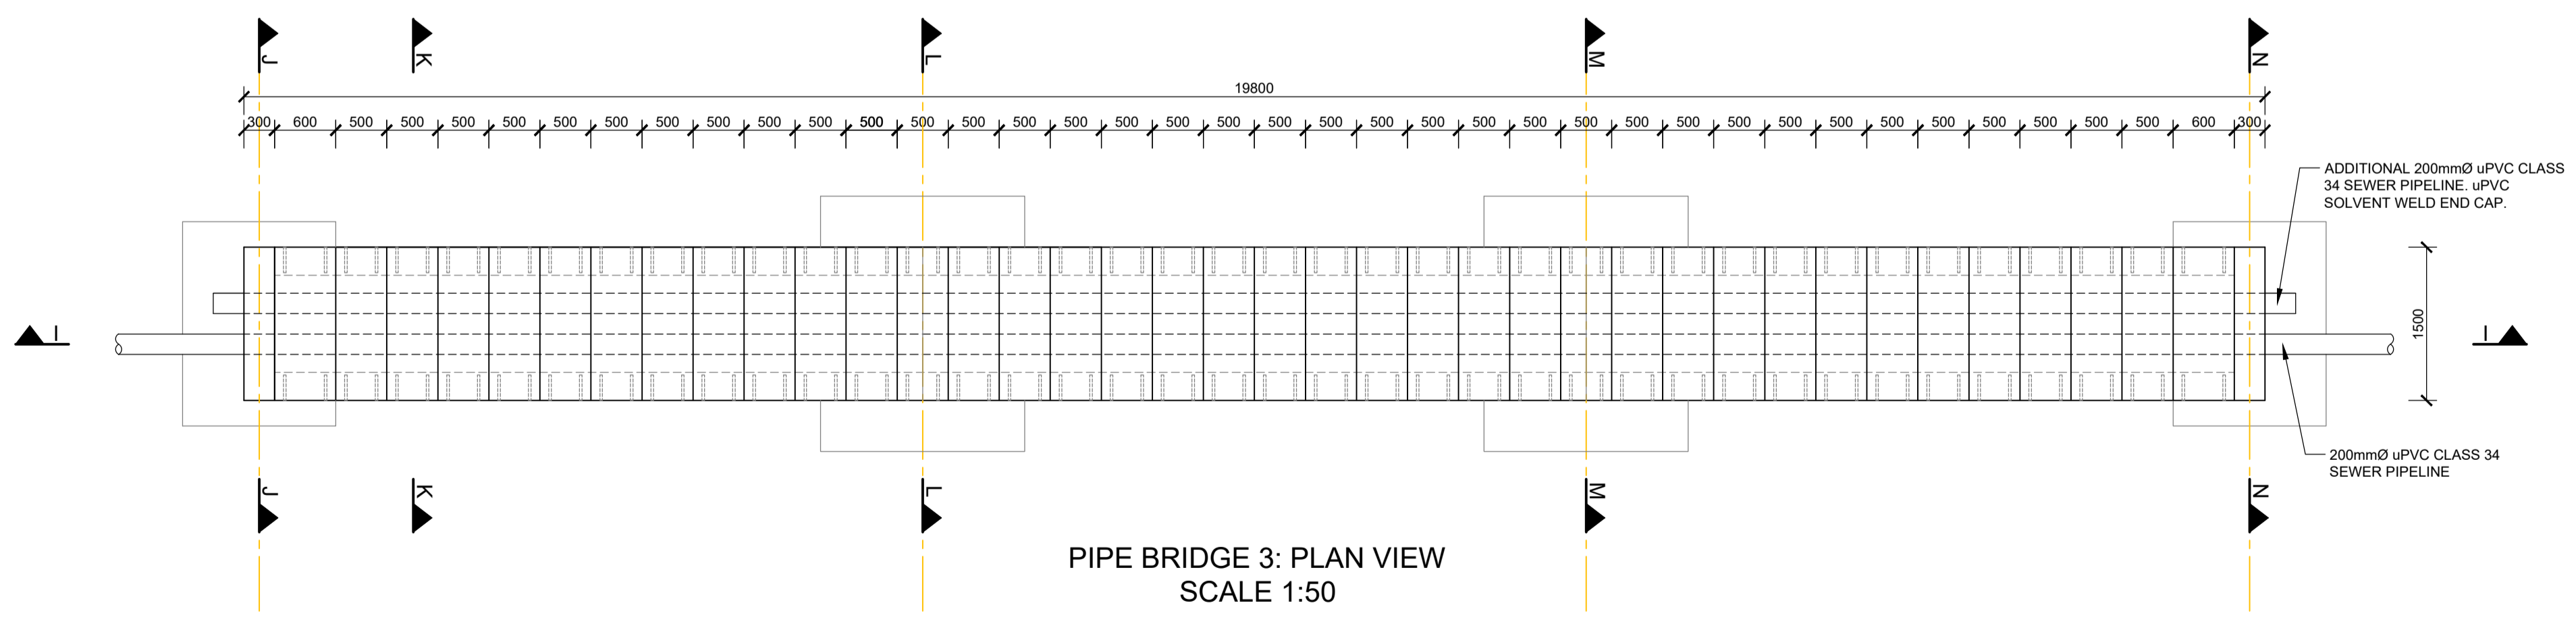 J K L M N
19800
300 600 500 500 500 500 500 500 500 500 500 500 500 500 500 500 500 500 500 500 500 500 500 500 500 500 500 500 500 500 500 500 500 500 500 500 500 500 600 300
ADDITIONAL 200mmØ uPVC CLASS
34 SEWER PIPELINE. uPVC
SOLVENT WELD END CAP.
I I
1500
200mmØ uPVC CLASS 34
SEWER PIPELINE
J K L M N
PIPE BRIDGE 3: PLAN VIEW
SCALE 1:50